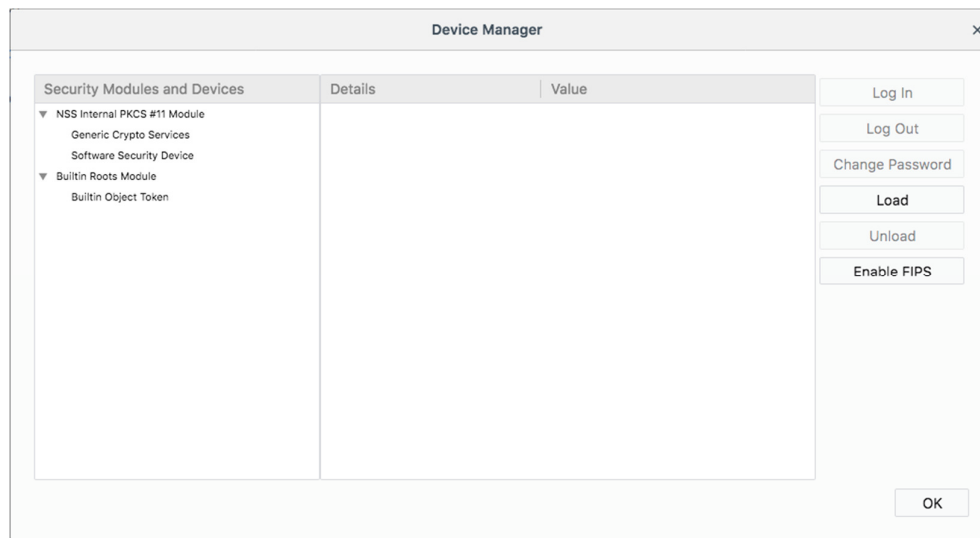 Device Manager
Security Modules and Devices
Details
Value
NSS Internal PKCS #11 Module
Generic Crypto Services
Software Security Device
Builtin Roots Module
Builtin Object Token
Log In
Log Out
Change Password
Load
Unload
Enable FIPS
OK